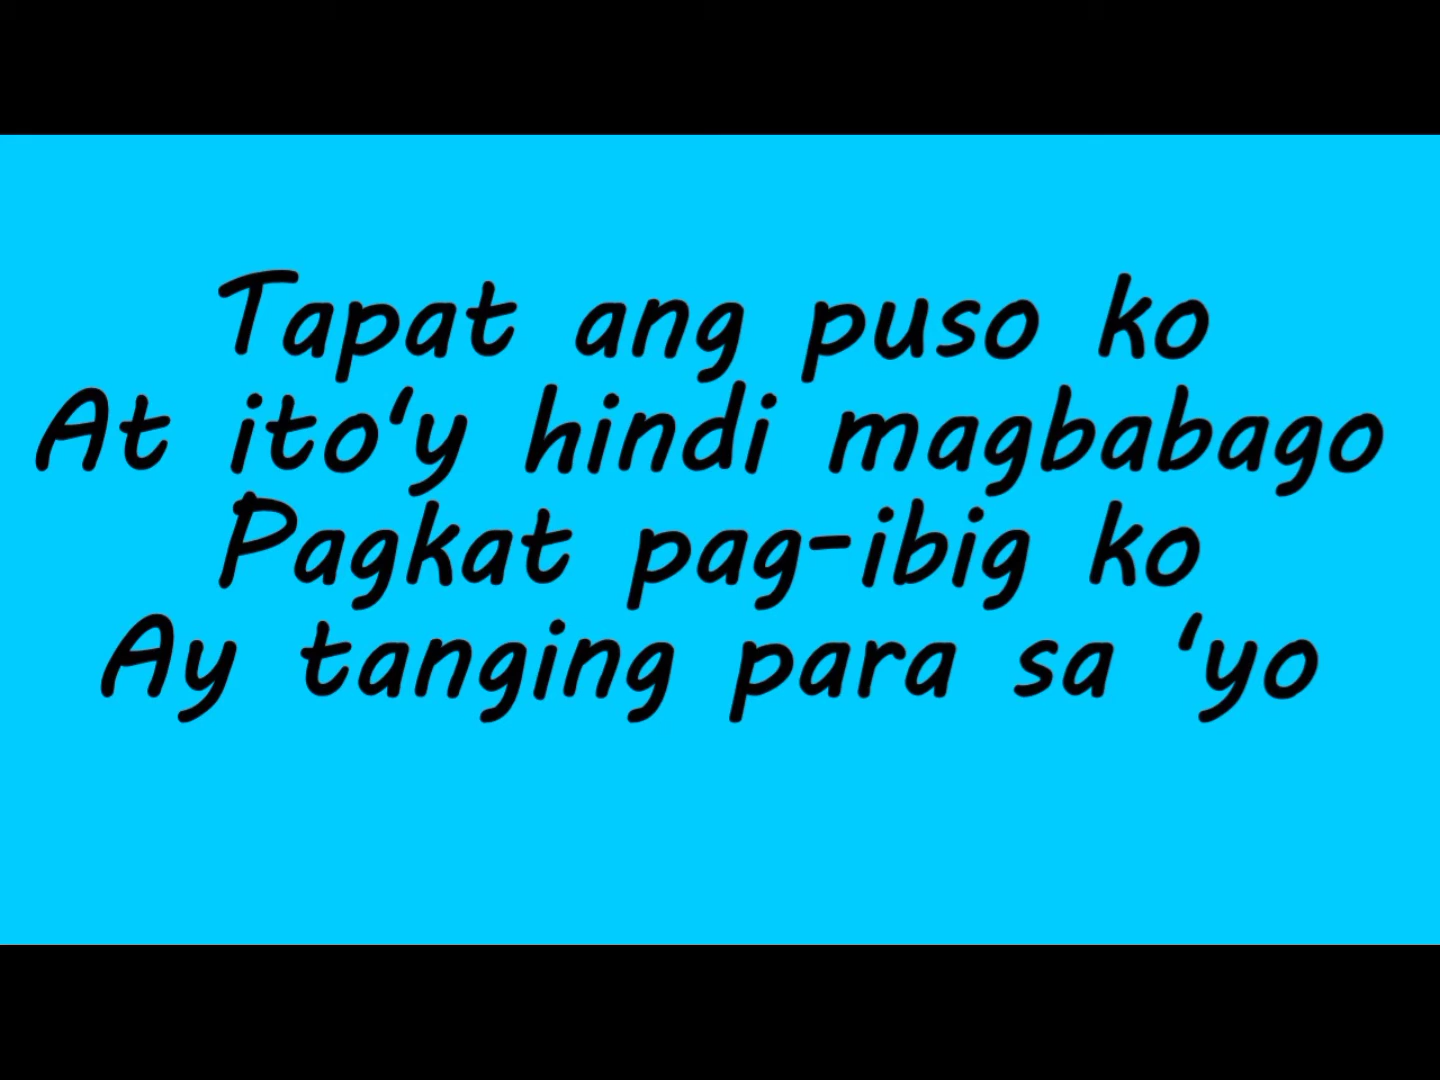 Tapat ang puso ko
At ito'y hindi magbabago
Pagkat pag-ibig ko
Ay tanging para sa 'yo